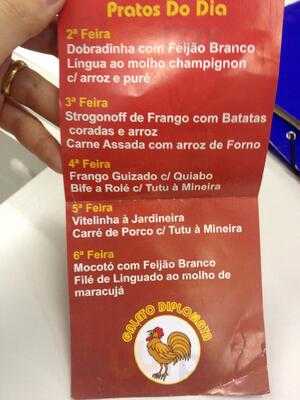 Pratos Do Dia
2ª Feira
Dobradinha com Feijão Branco
Língua ao molho champignon
c/ arroz e puré
3ª Feira
Strogonoff de Frango com Batatas
coradas e arroz
Carne Assada com arroz de Forno
4ª Feira
Frango Guizado c/ Quiabo
Bife a Rolé c/ Tutu à Mineira
5ª Feira
Vitelinha à Jardineira
Carré de Porco c/ Tutu à Mineira
6ª Feira
Mocotó com Feijão Branco
Filé de Linguado ao molho de
maracujá
GALETO DIPLOMATA